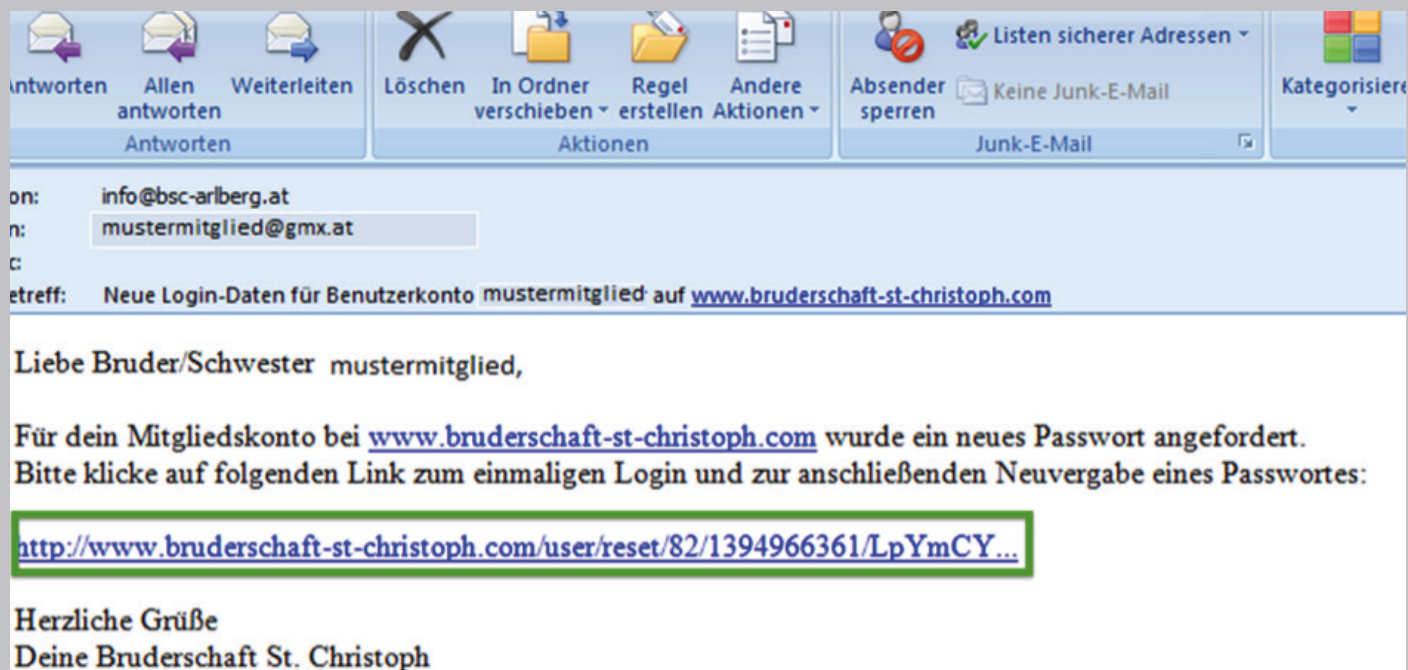 Antworten Allen antworten Weiterleiten
Antworten
Löschen In Ordner verschieben Regel erstellen Andere Aktionen
Aktionen
Absender sperren Listen sicherer Adressen
Keine Junk-E-Mail
Junk-E-Mail
Kategorisiere
on: info@bsc-arlberg.at
n: mustermitglied@gmx.at
c:
etreff: Neue Login-Daten für Benutzerkonto mustermitglied auf www.bruderschaft-st-christoph.com
Liebe Bruder/Schwester mustermitglied,
Für dein Mitgliedskonto bei www.bruderschaft-st-christoph.com wurde ein neues Passwort angefordert.
Bitte klicke auf folgenden Link zum einmaligen Login und zur anschließenden Neuvergabe eines Passwortes:
http://www.bruderschaft-st-christoph.com/user/reset/82/1394966361/LpYmCY...
Herzliche Grüße
Deine Bruderschaft St. Christoph